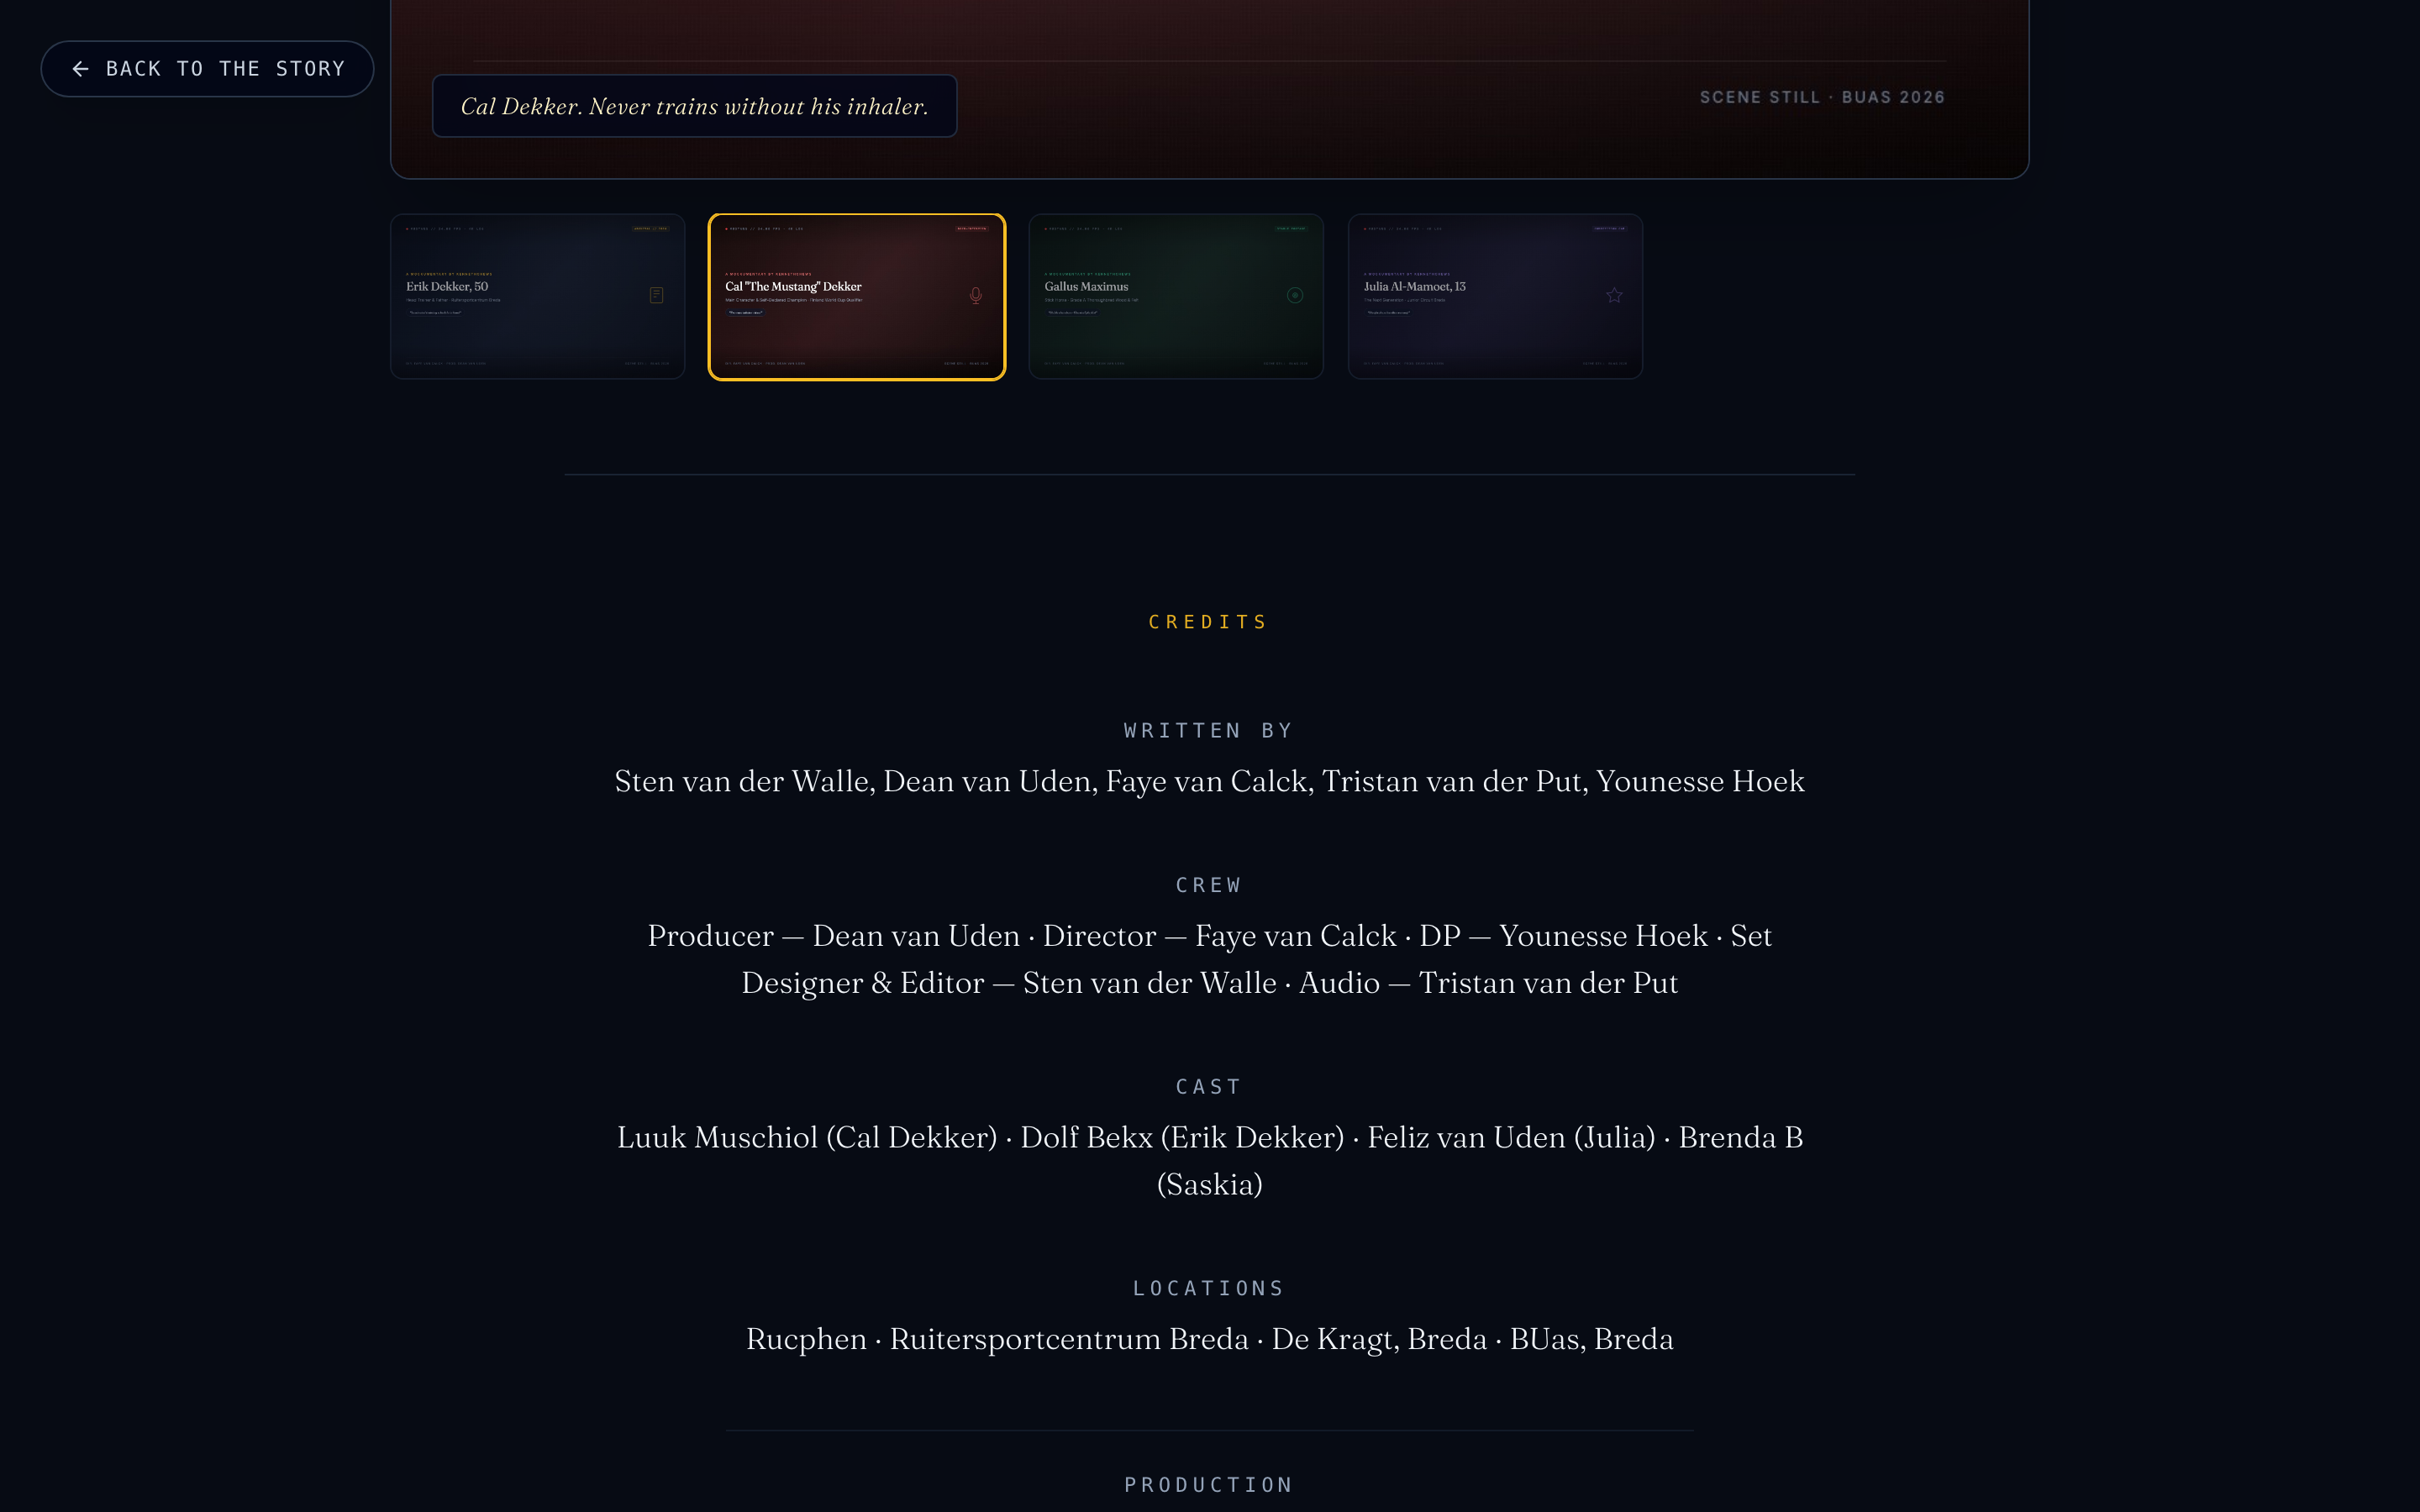 ← BACK TO THE STORY
Cal Dekker. Never trains without his inhaler.
SCENE STILL · BUAS 2026
Erik Dekker, 50
Cal "The Mustang" Dekker
Gallus Maximus
Julia Al-Mamoet, 13
CREDITS
WRITTEN BY
Sten van der Walle, Dean van Uden, Faye van Calck, Tristan van der Put, Younesse Hoek
CREW
Producer — Dean van Uden · Director — Faye van Calck · DP — Younesse Hoek · Set
Designer & Editor — Sten van der Walle · Audio — Tristan van der Put
CAST
Luuk Muschiol (Cal Dekker) · Dolf Bekx (Erik Dekker) · Feliz van Uden (Julia) · Brenda B
(Saskia)
LOCATIONS
Rucphen · Ruitersportcentrum Breda · De Kragt, Breda · BUas, Breda
PRODUCTION